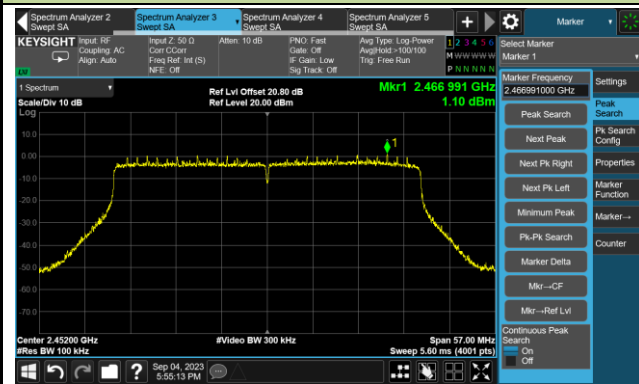 Spectrum Analyzer 2
Swept SA
Spectrum Analyzer 3
Swept SA
Spectrum Analyzer 4
Swept SA
Spectrum Analyzer 5
Swept SA
Marker
KEYSIGHT
Input: RF
Coupling: AC
Align: Auto
Input Z: 50 Ω
Corr CCorr
Freq Ref: Int (S)
NFE: Off
Atten: 10 dB
PNO: Fast
Gate: Off
IF Gain: Low
Sig Track: Off
Avg Type: Log-Power
Avg|Hold:>100/100
Trig: Free Run
1 2 3 4 5 6
M W W W W W
P N N N N N
LXI
Select Marker
Marker 1
1 Spectrum
Scale/Div 10 dB
Log
Ref Lvl Offset 20.80 dB
Ref Level 20.00 dBm
Mkr1 2.466 991 GHz
1.10 dBm
10.0
0.00
-10.0
-20.0
-30.0
-40.0
-50.0
-60.0
-70.0
1
Center 2.45200 GHz
#Res BW 100 kHz
#Video BW 300 kHz
Span 57.00 MHz
Sweep 5.60 ms (4001 pts)
Marker Frequency
2.466991000 GHz
Peak Search
Next Peak
Next Pk Right
Next Pk Left
Minimum Peak
Pk-Pk Search
Marker Delta
Mkr→CF
Mkr→Ref Lvl
Continuous Peak
Search
On
Off
Settings
Peak
Search
Pk Search
Config
Properties
Marker
Function
Marker→
Counter
Sep 04, 2023
5:55:13 PM